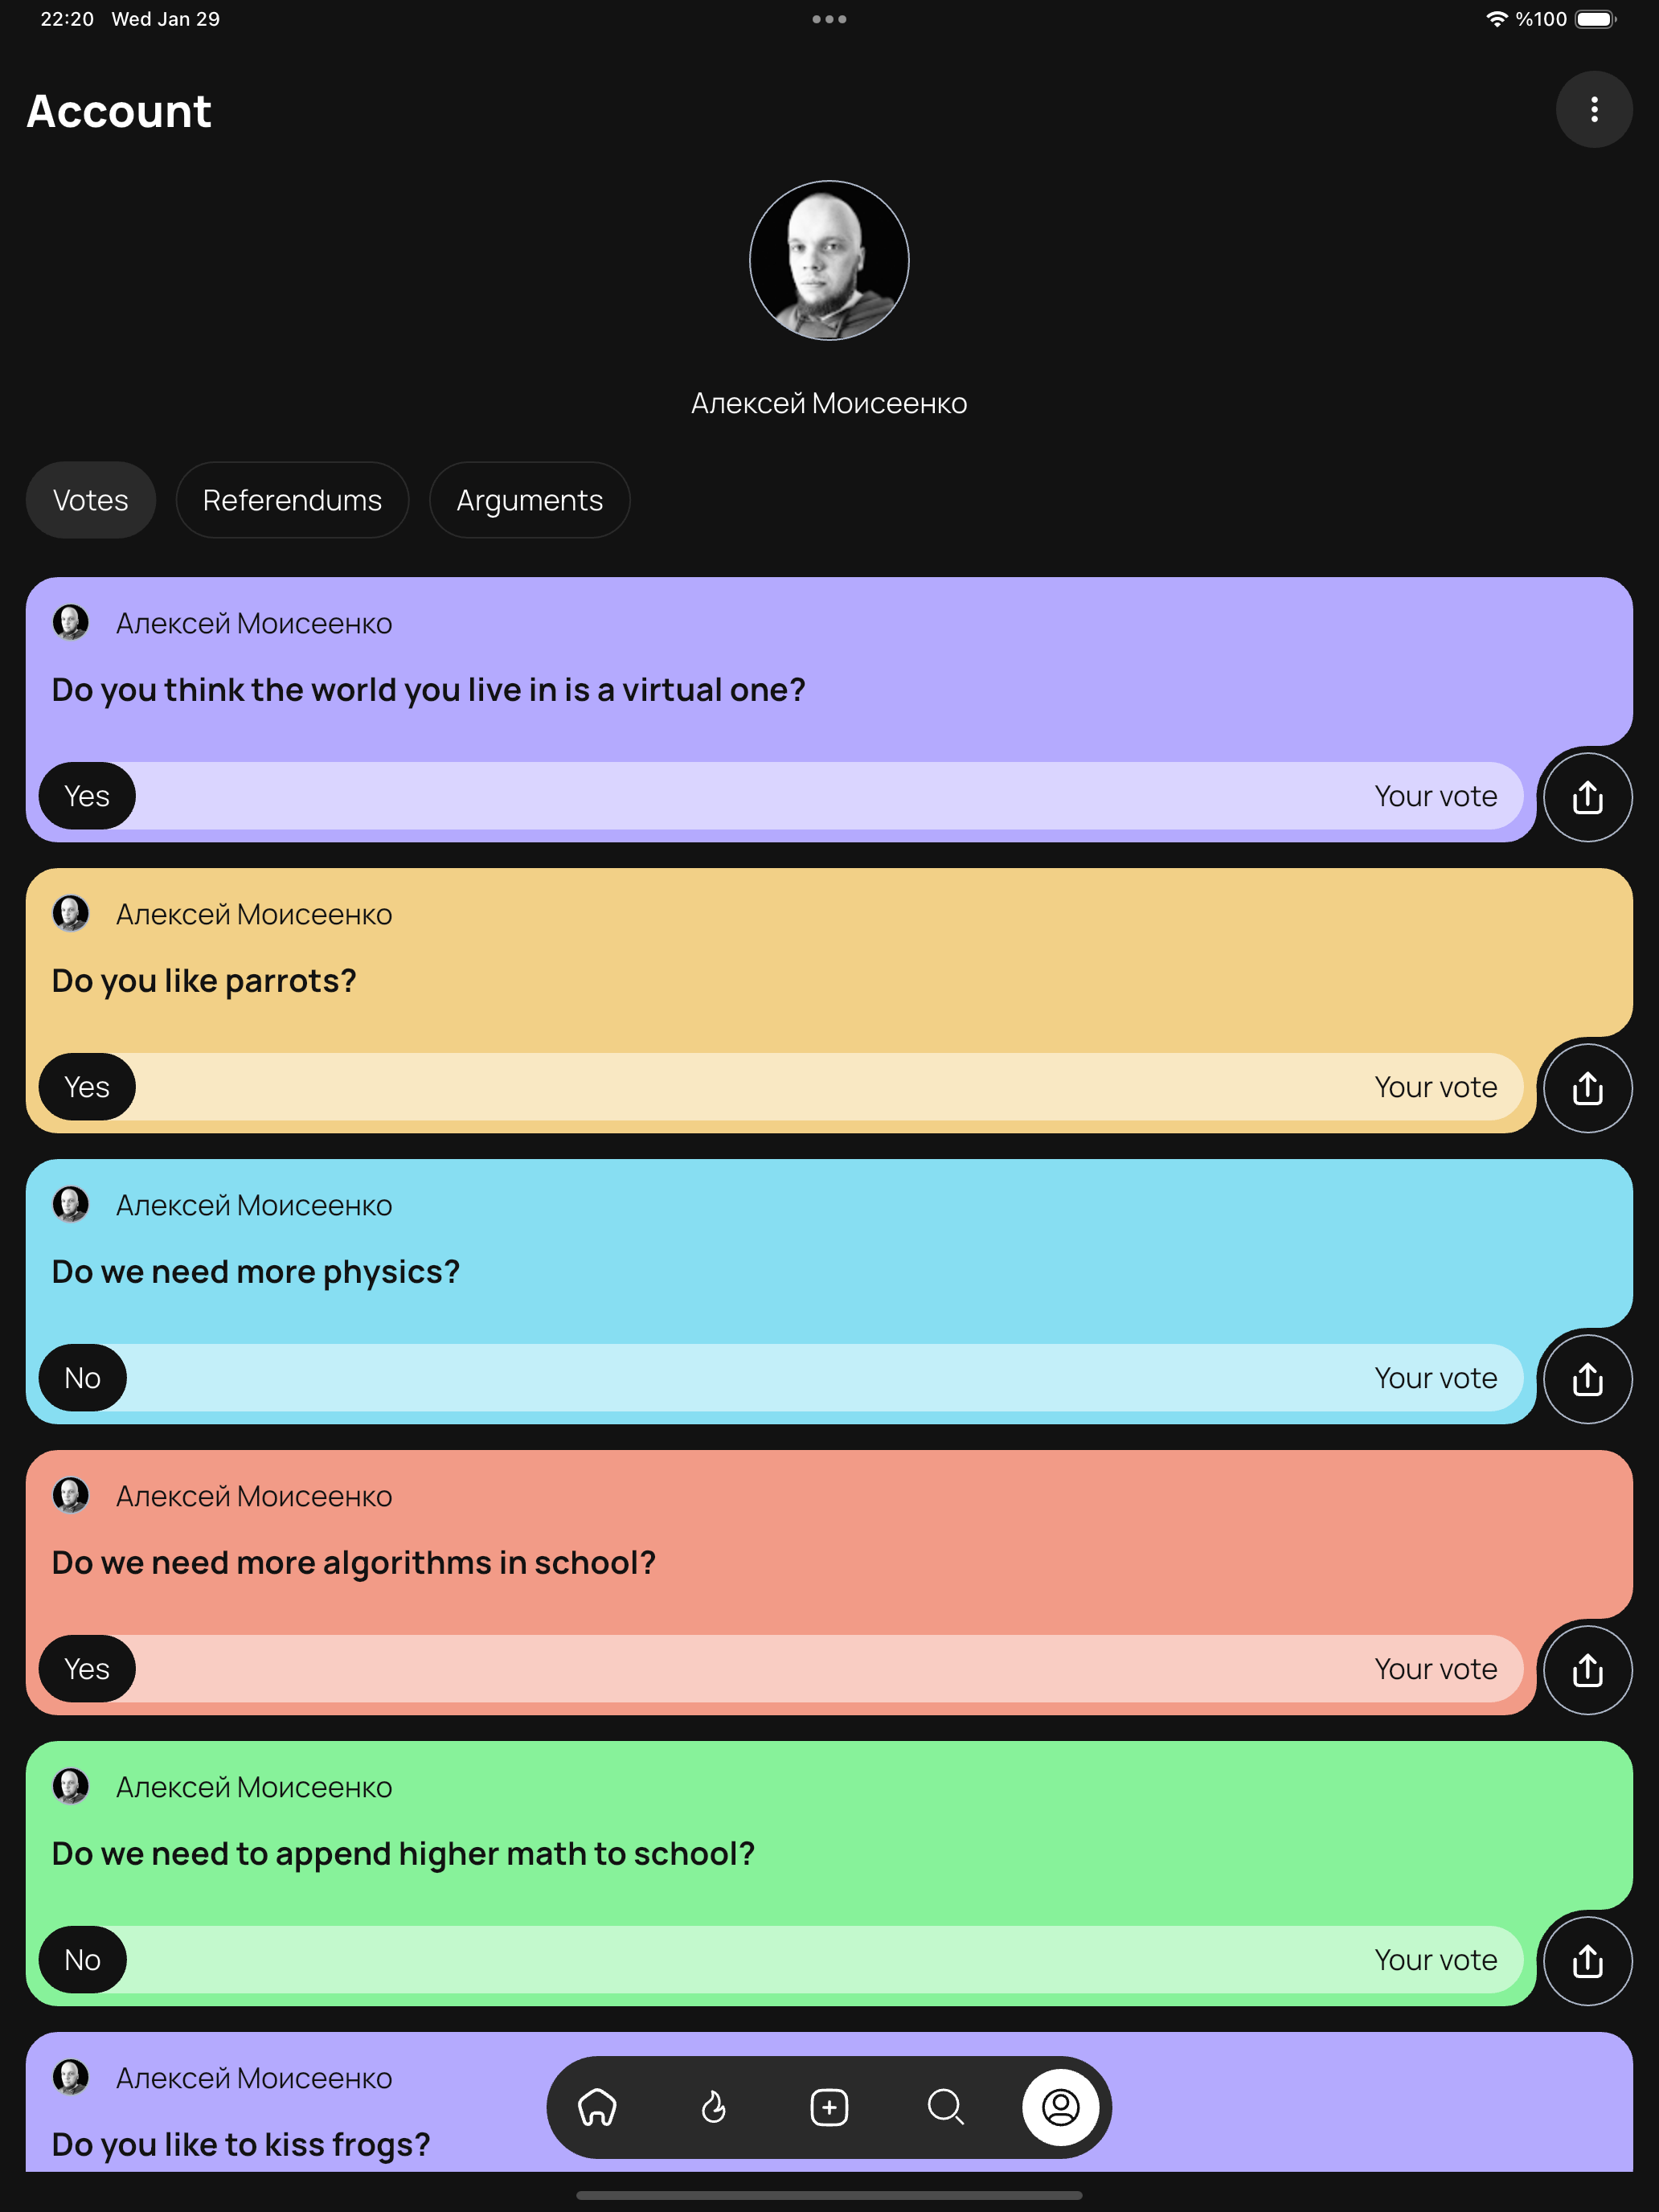 22:20 Wed Jan 29
%100
Account
Алексей Моисеенко
Votes
Referendums
Arguments
Алексей Моисеенко
Do you think the world you live in is a virtual one?
Yes
Your vote
Алексей Моисеенко
Do you like parrots?
Yes
Your vote
Алексей Моисеенко
Do we need more physics?
No
Your vote
Алексей Моисеенко
Do we need more algorithms in school?
Yes
Your vote
Алексей Моисеенко
Do we need to append higher math to school?
No
Your vote
Алексей Моисеенко
Do you like to kiss frogs?